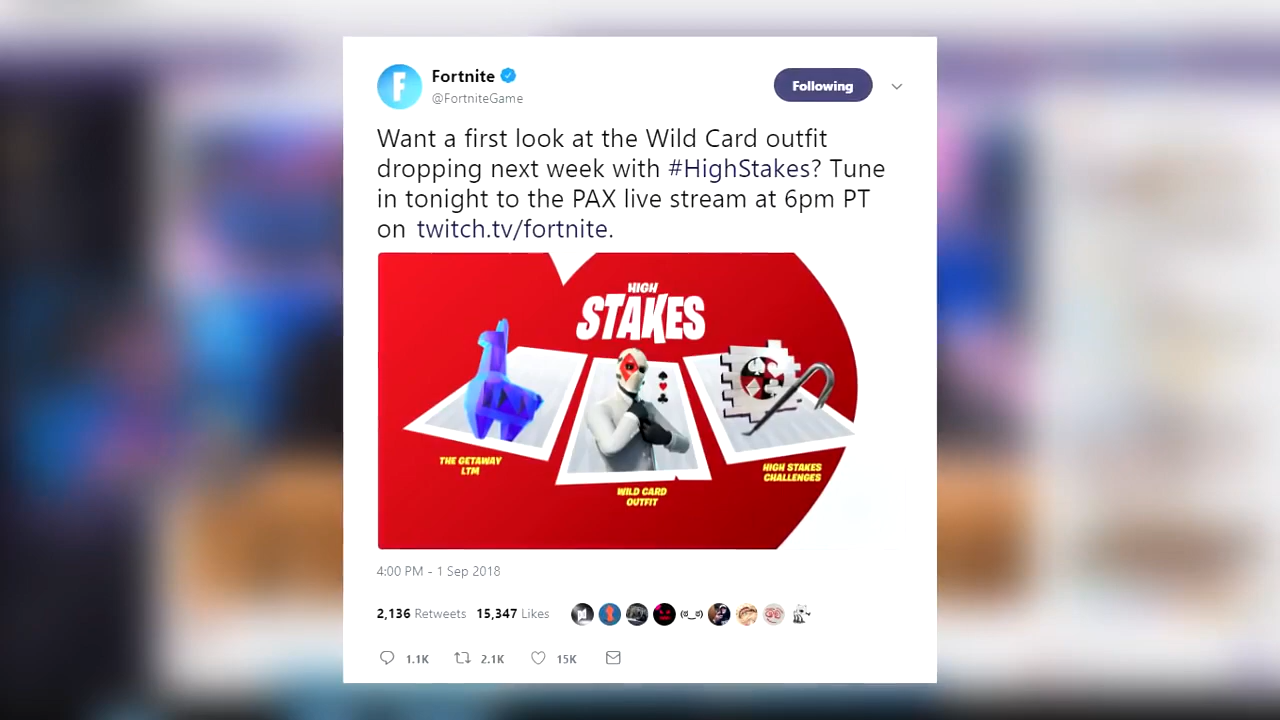 Fortnite
@FortniteGame
Following
Want a first look at the Wild Card outfit
dropping next week with #HighStakes? Tune
in tonight to the PAX live stream at 6pm PT
on twitch.tv/fortnite.
HIGH
STAKES
THE GETAWAY
LTM
WILD CARD
OUTFIT
HIGH STAKES
CHALLENGES
4:00 PM - 1 Sep 2018
2,136 Retweets 15,347 Likes
1.1K 2.1K 15K